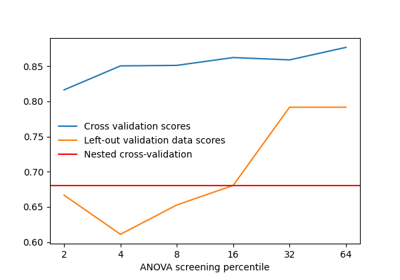 0.85
0.80
0.75
0.70
0.65
0.60
Cross validation scores
Left-out validation data scores
Nested cross-validation
2 4 8 16 32 64
ANOVA screening percentile